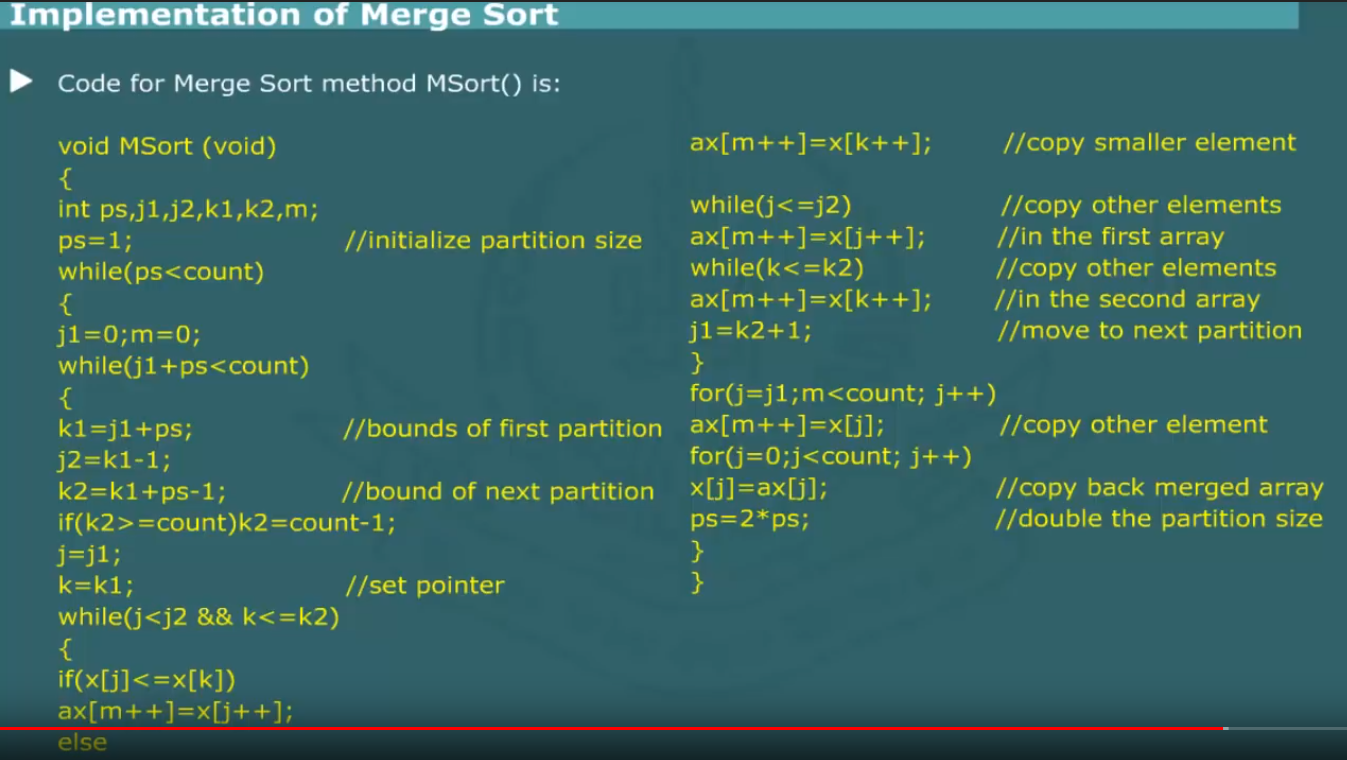 Implementation of Merge Sort
Code for Merge Sort method MSort() is:
void MSort (void)
{
int ps,j1,j2,k1,k2,m;
ps=1; //initialize partition size
while(ps<count)
{
j1=0;m=0;
while(j1+ps<count)
{
k1=j1+ps; //bounds of first partition
j2=k1-1;
k2=k1+ps-1; //bound of next partition
if(k2>=count)k2=count-1;
j=j1;
k=k1; //set pointer
while(j<j2 && k<=k2)
{
if(x[j]<=x[k])
ax[m++]=x[j++];
else
ax[m++]=x[k++]; //copy smaller element
while(j<=j2) //copy other elements
ax[m++]=x[j++]; //in the first array
while(k<=k2) //copy other elements
ax[m++]=x[k++]; //in the second array
j1=k2+1; //move to next partition
}
for(j=j1;m<count; j++)
ax[m++]=x[j]; //copy other element
for(j=0;j<count; j++)
x[j]=ax[j]; //copy back merged array
ps=2*ps; //double the partition size
}
}